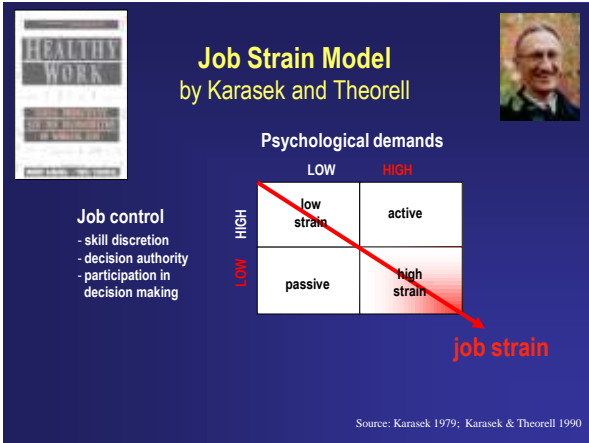 HEALTHY
WORK
Job Strain Model
by Karasek and Theorell
Psychological demands
LOW HIGH
Job control
- skill discretion
- decision authority
- participation in
decision making
HIGH
LOW
low
strain
active
passive
high
strain
job strain
Source: Karasek 1979; Karasek & Theorell 1990